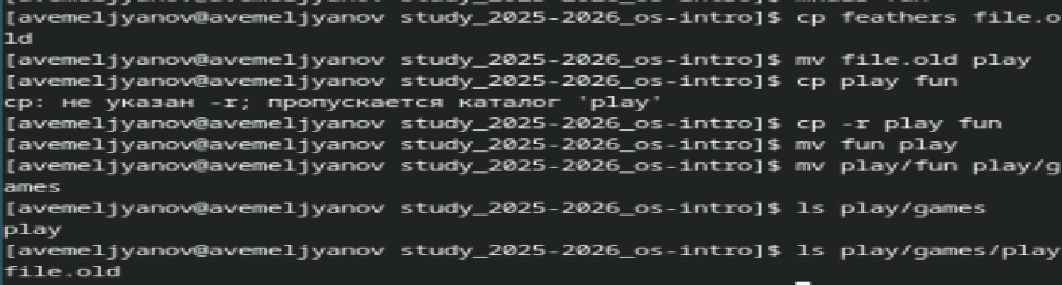 [avemeljyanov@avemeljyanov study_2025-2026_os-intro]$ cp feathers file.o
ld
[avemeljyanov@avemeljyanov study_2025-2026_os-intro]$ mv file.old play
[avemeljyanov@avemeljyanov study_2025-2026_os-intro]$ cp play fun
cp: не указан -r; пропускается каталог 'play'
[avemeljyanov@avemeljyanov study_2025-2026_os-intro]$ cp -r play fun
[avemeljyanov@avemeljyanov study_2025-2026_os-intro]$ mv fun play
[avemeljyanov@avemeljyanov study_2025-2026_os-intro]$ mv play/fun play/g
ames
[avemeljyanov@avemeljyanov study_2025-2026_os-intro]$ ls play/games
play
[avemeljyanov@avemeljyanov study_2025-2026_os-intro]$ ls play/games/play
file.old